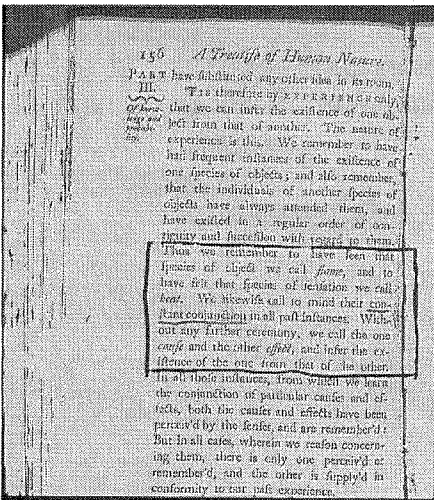 156 A Treatise of Human Nature.
PART have substituted any other idea in its room.
III. 'TIS therefore by EXPERIENCE only,
Of know- that we can infer the existence of one ob-
ledge and ject from that of another. The nature of
probabi- experience is this. We remember to have
lity. had frequent instances of the existence of
one species of objects; and also remember,
that the individuals of another species of
objects have always attended them, and
have existed in a regular order of con-
tiguity and succession with regard to them.
Thus we remember to have seen that
species of object we call flame, and to
have felt that species of sensation we call
heat. We likewise call to mind their con-
stant conjunction in all past instances. With-
out any farther ceremony, we call the one
cause and the other effect, and infer the ex-
istence of the one from that of the other.
In all those instances, from which we learn
the conjunction of particular causes and ef-
fects, both the causes and effects have been
perceiv'd by the senses, and are remember'd:
But in all cases, wherein we reason concern-
ing them, there is only one perceiv'd or
remember'd, and the other is supply'd in
conformity to our past experience.